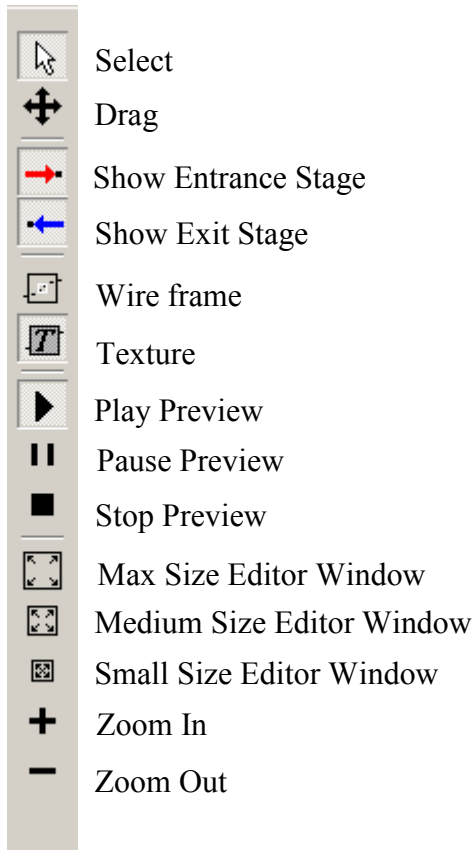 Select
Drag
Show Entrance Stage
Show Exit Stage
Wire frame
T
Texture
Play Preview
Pause Preview
Stop Preview
Max Size Editor Window
Medium Size Editor Window
Small Size Editor Window
Zoom In
Zoom Out